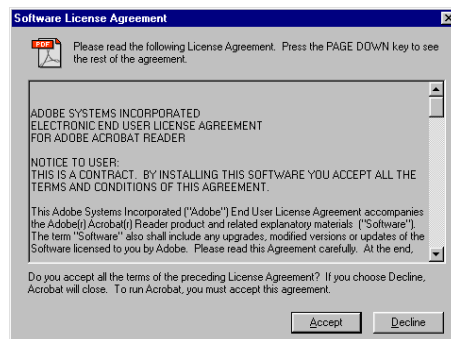 Software License Agreement
PDF
Please read the following License Agreement. Press the PAGE DOWN key to see
the rest of the agreement.
ADOBE SYSTEMS INCORPORATED
ELECTRONIC END USER LICENSE AGREEMENT
FOR ADOBE ACROBAT READER
NOTICE TO USER:
THIS IS A CONTRACT. BY INSTALLING THIS SOFTWARE YOU ACCEPT ALL THE
TERMS AND CONDITIONS OF THIS AGREEMENT.
This Adobe Systems Incorporated ("Adobe") End User License Agreement accompanies
the Adobe(r) Acrobat(r) Reader product and related explanatory materials ("Software").
The term "Software" also shall include any upgrades, modified versions or updates of the
Software licensed to you by Adobe. Please read this Agreement carefully. At the end,
Do you accept all the terms of the preceding License Agreement? If you choose Decline,
Acrobat will close. To run Acrobat, you must accept this agreement.
Accept Decline